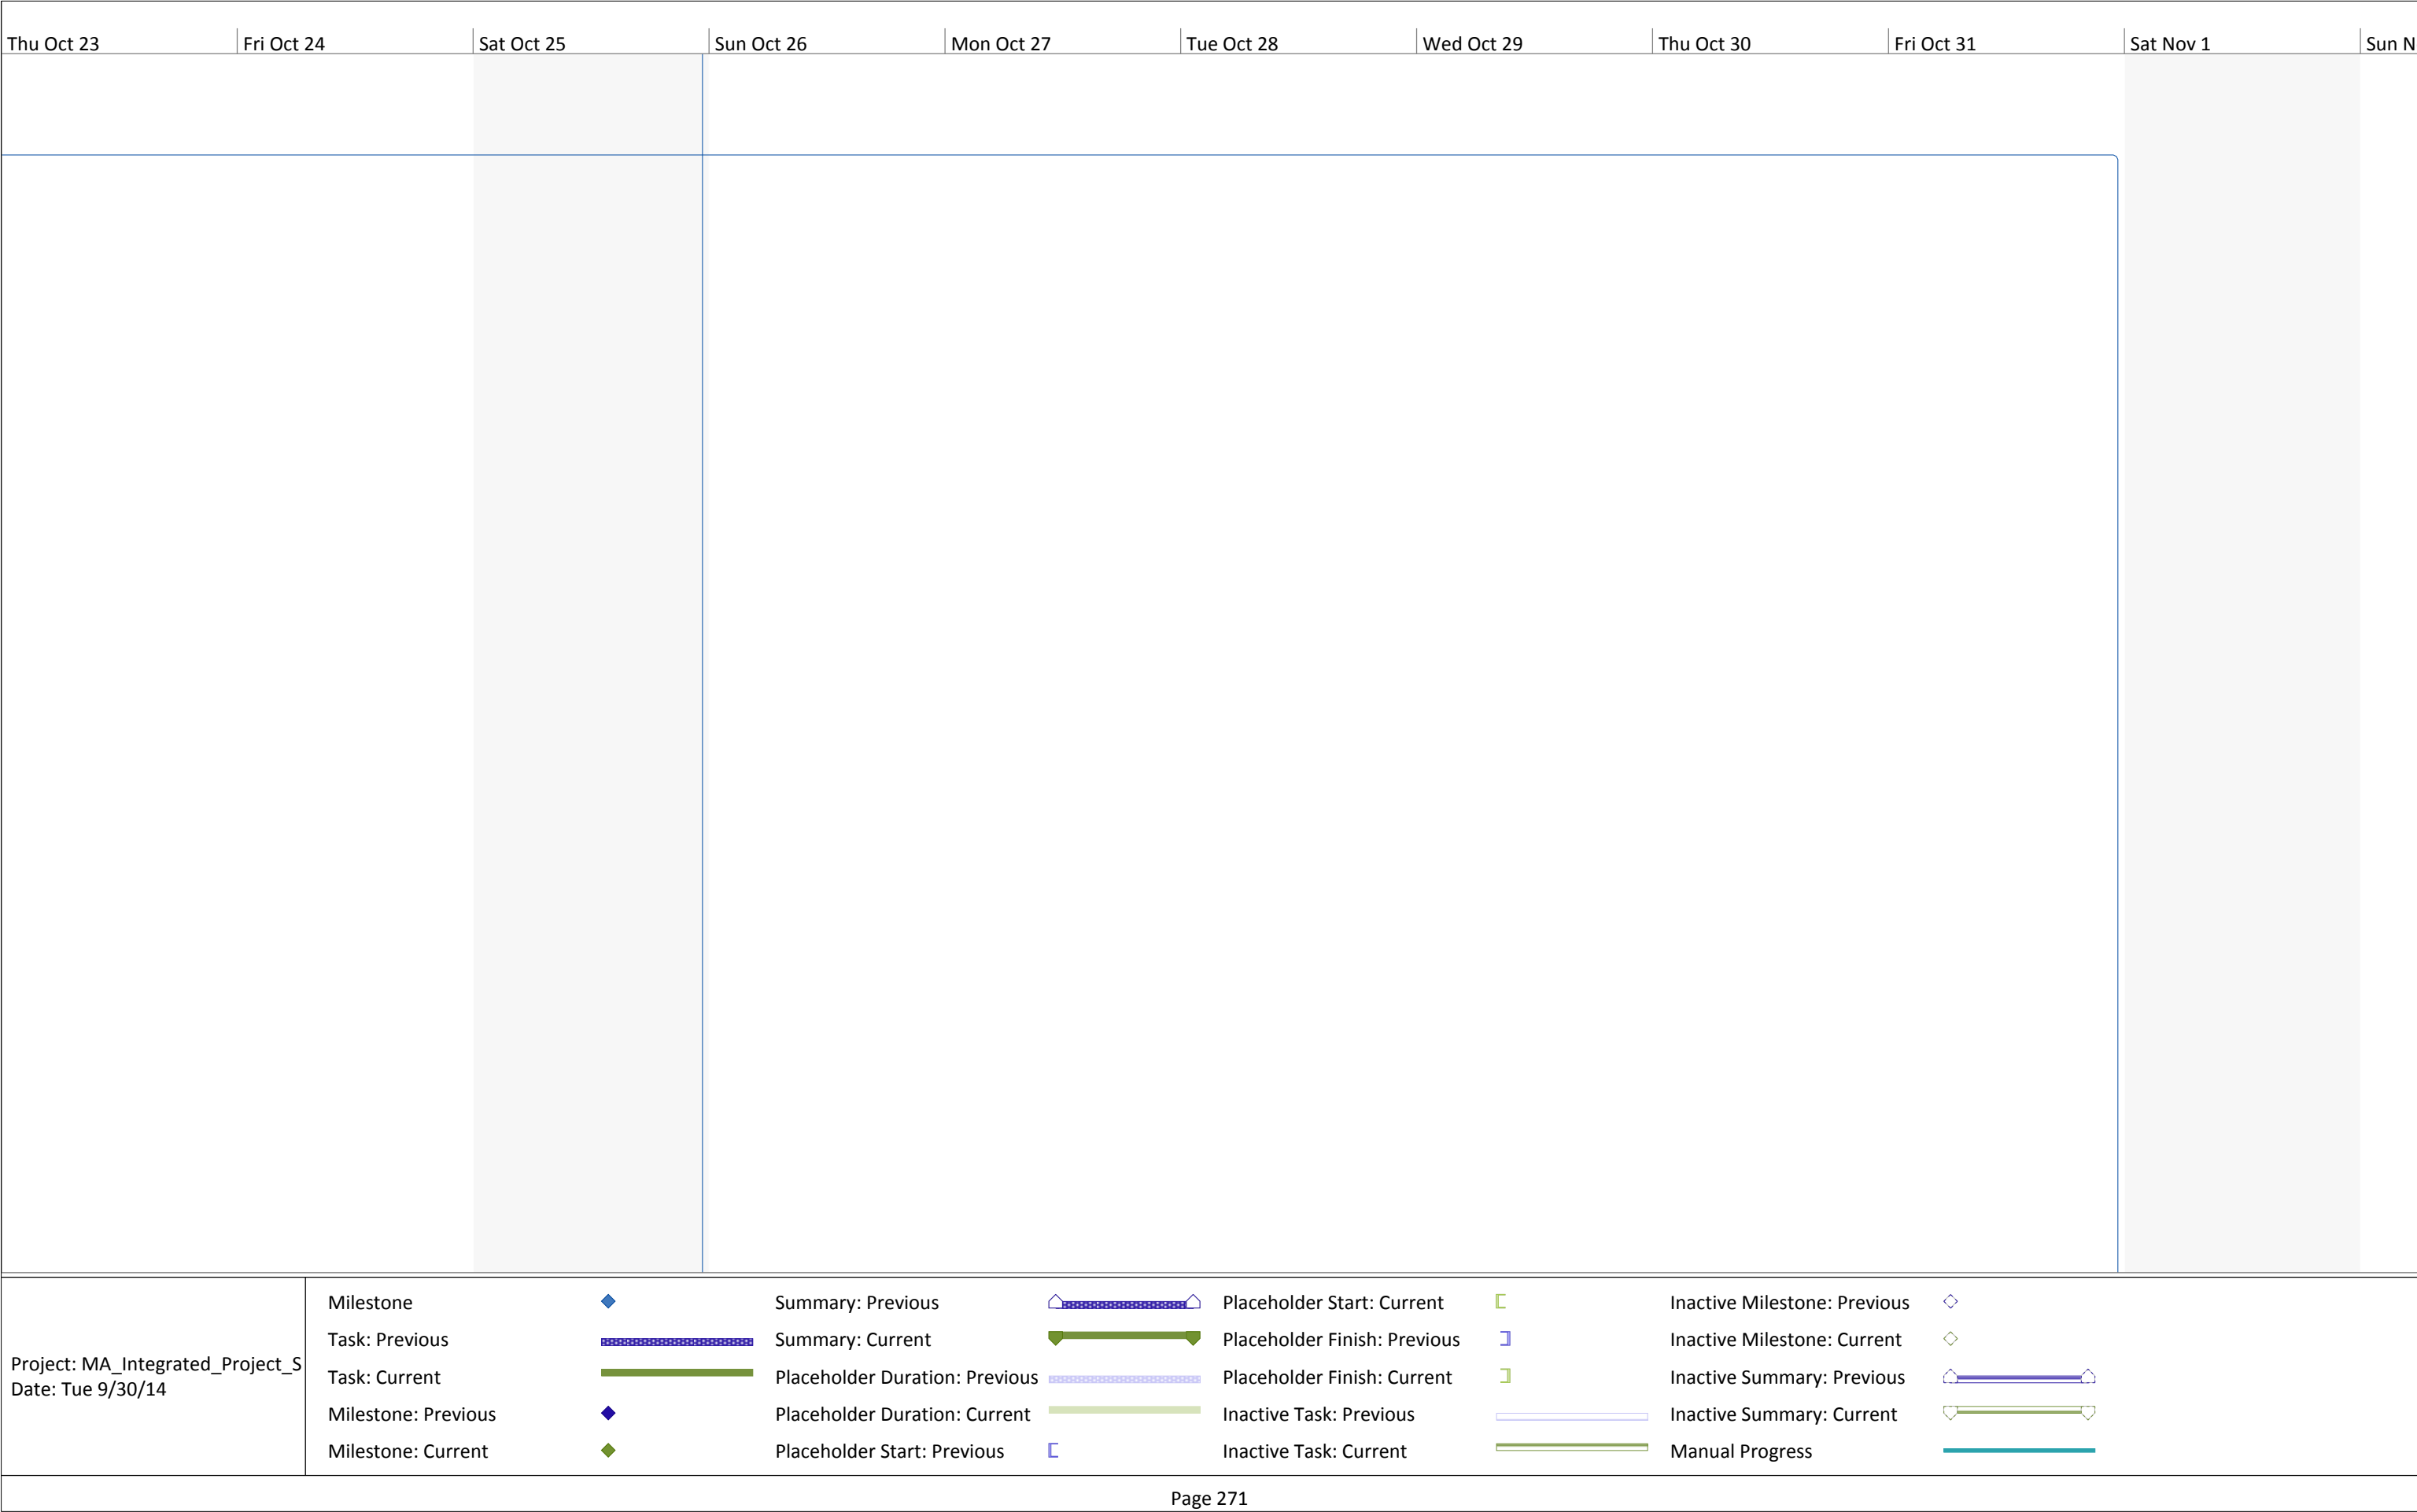 Thu Oct 23 Fri Oct 24 Sat Oct 25 Sun Oct 26 Mon Oct 27 Tue Oct 28 Wed Oct 29 Thu Oct 30 Fri Oct 31 Sat Nov 1 Sun N
Project: MA_Integrated_Project_S
Date: Tue 9/30/14
Milestone
Task: Previous
Task: Current
Milestone: Previous
Milestone: Current
Summary: Previous
Summary: Current
Placeholder Duration: Previous
Placeholder Duration: Current
Placeholder Start: Previous
Placeholder Start: Current
Placeholder Finish: Previous
Placeholder Finish: Current
Inactive Task: Previous
Inactive Task: Current
Inactive Milestone: Previous
Inactive Milestone: Current
Inactive Summary: Previous
Inactive Summary: Current
Manual Progress
Page 271